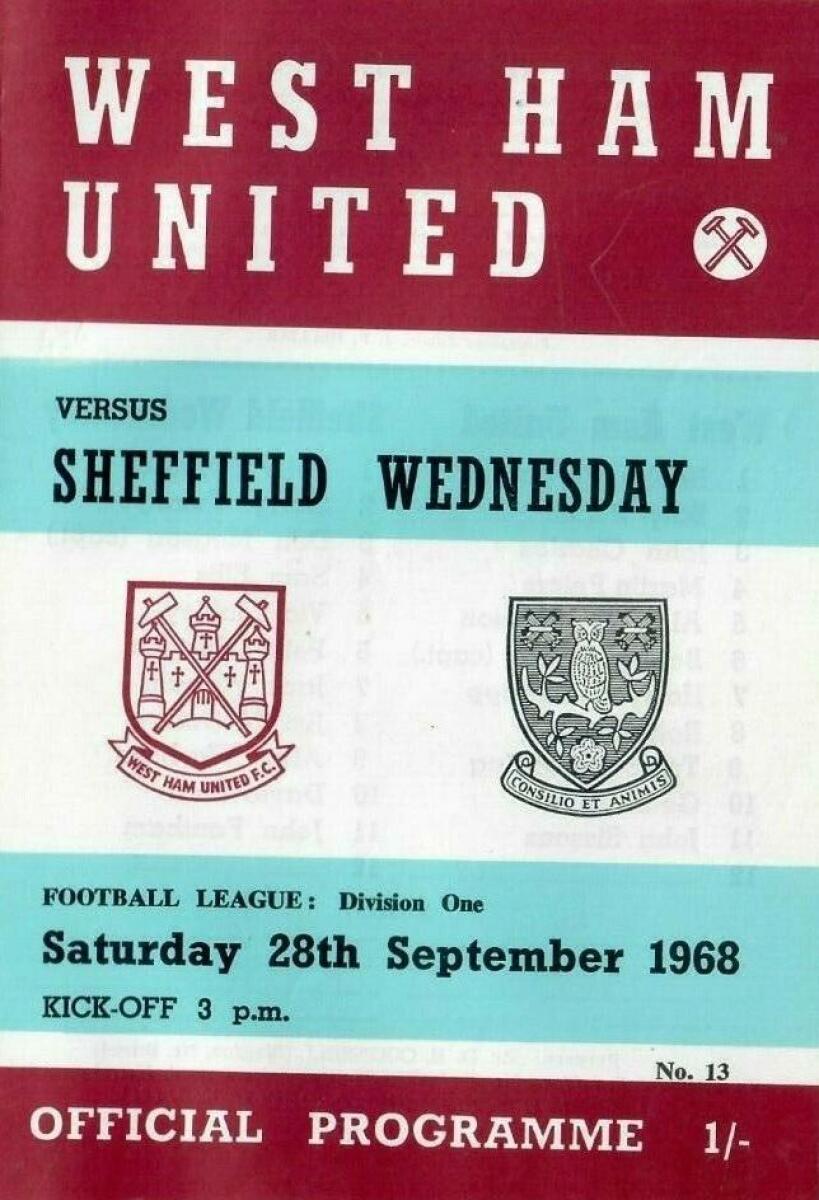 WEST HAM
UNITED
VERSUS
SHEFFIELD WEDNESDAY
WEST HAM UNITED F.C.
CONSILIO ET ANIMIS
FOOTBALL LEAGUE: Division One
Saturday 28th September 1968
KICK-OFF 3 p.m.
No. 13
OFFICIAL PROGRAMME 1/-